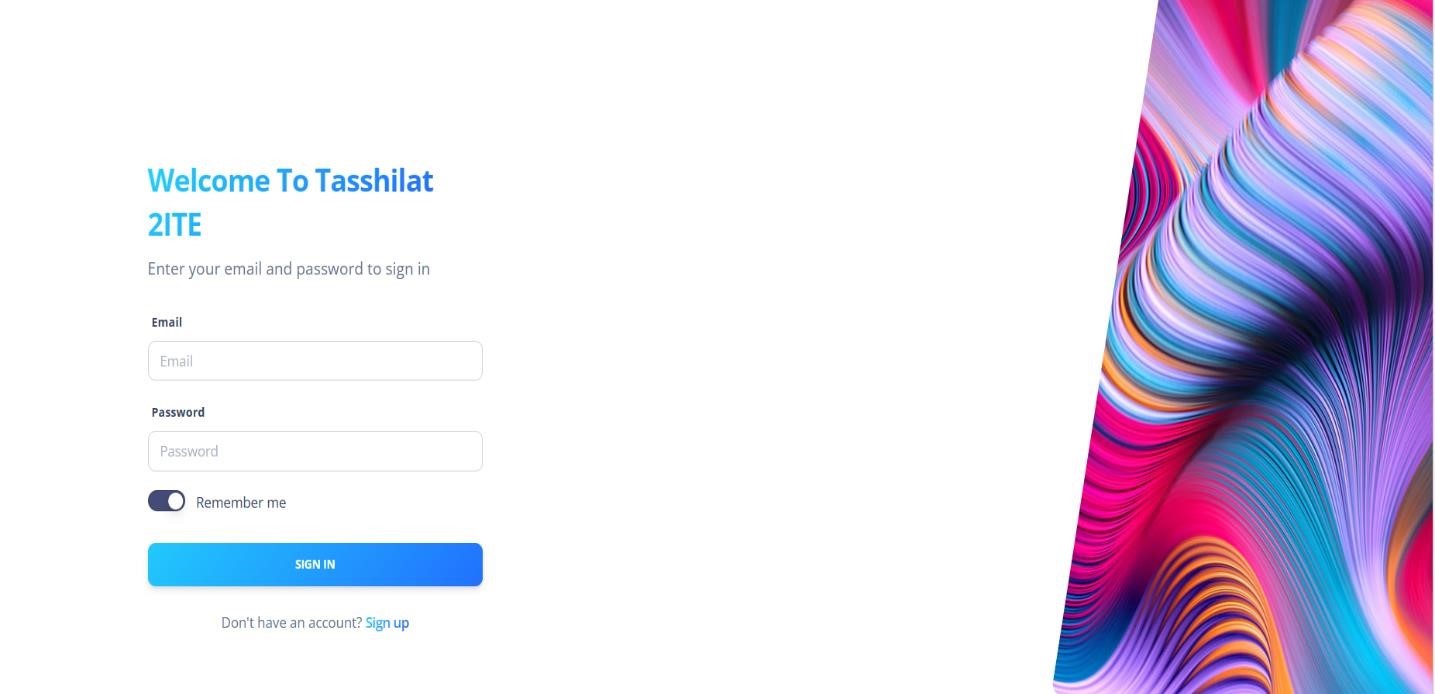 Welcome To Tasshilat
2ITE
Enter your email and password to sign in
Email
Email
Password
Password
Remember me
SIGN IN
Don't have an account? Sign up